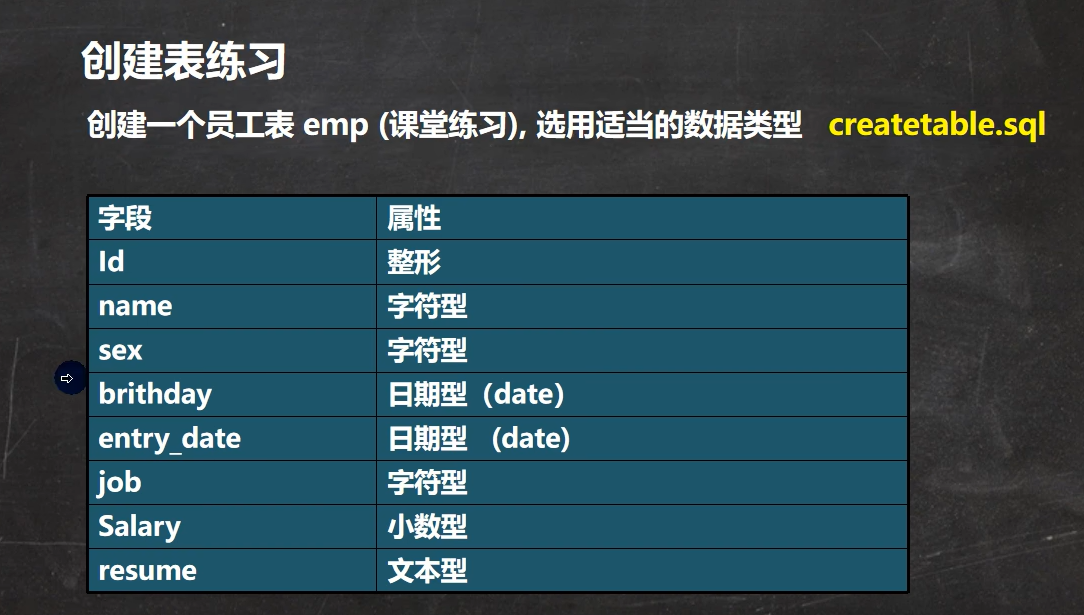 创建表练习
创建一个员工表 emp (课堂练习), 选用适当的数据类型 createtable.sql
字段 属性
Id 整形
name 字符型
sex 字符型
brithday 日期型（date）
entry_date 日期型 （date）
job 字符型
Salary 小数型
resume 文本型